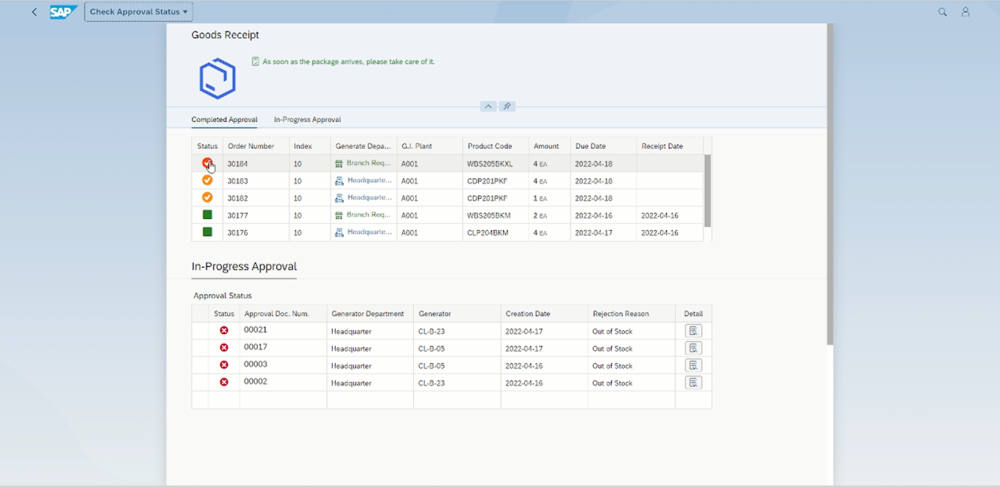 SAP Check Approval Status
Goods Receipt
As soon as the package arrives, please take care of it.
Completed Approval In-Progress Approval
Status Order Number Index Generate Depa... G.I. Plant Product Code Amount Due Date Receipt Date
30184 10 Branch Req... A001 WBS205BKXL 4 EA 2022-04-18
30183 10 Headquarte... A001 CDP201PKF 4 EA 2022-04-18
30182 10 Headquarte... A001 CDP201PKF 1 EA 2022-04-18
30177 10 Branch Req... A001 WBS205BKM 2 EA 2022-04-16 2022-04-16
30176 10 Headquarte... A001 CLP204BKM 4 EA 2022-04-17 2022-04-16
In-Progress Approval
Approval Status
Status Approval Doc. Num. Generator Department Generator Creation Date Rejection Reason Detail
00021 Headquarter CL-B-23 2022-04-17 Out of Stock
00017 Headquarter CL-B-05 2022-04-17 Out of Stock
00003 Headquarter CL-B-05 2022-04-16 Out of Stock
00002 Headquarter CL-B-23 2022-04-16 Out of Stock